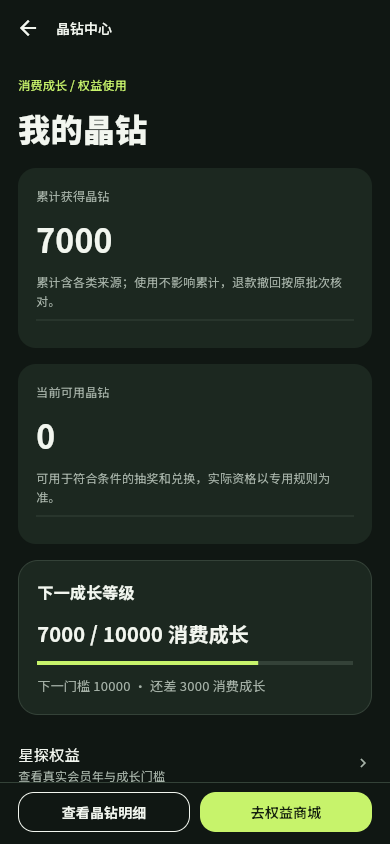 晶钻中心
消费成长 / 权益使用
我的晶钻
累计获得晶钻
7000
累计含各类来源；使用不影响累计，退款撤回按原批次核
对。
当前可用晶钻
0
可用于符合条件的抽奖和兑换，实际资格以专用规则为
准。
下一成长等级
7000 / 10000 消费成长
下一门槛 10000 · 还差 3000 消费成长
星探权益
查看真实会员年与成长门槛
查看晶钻明细
去权益商城